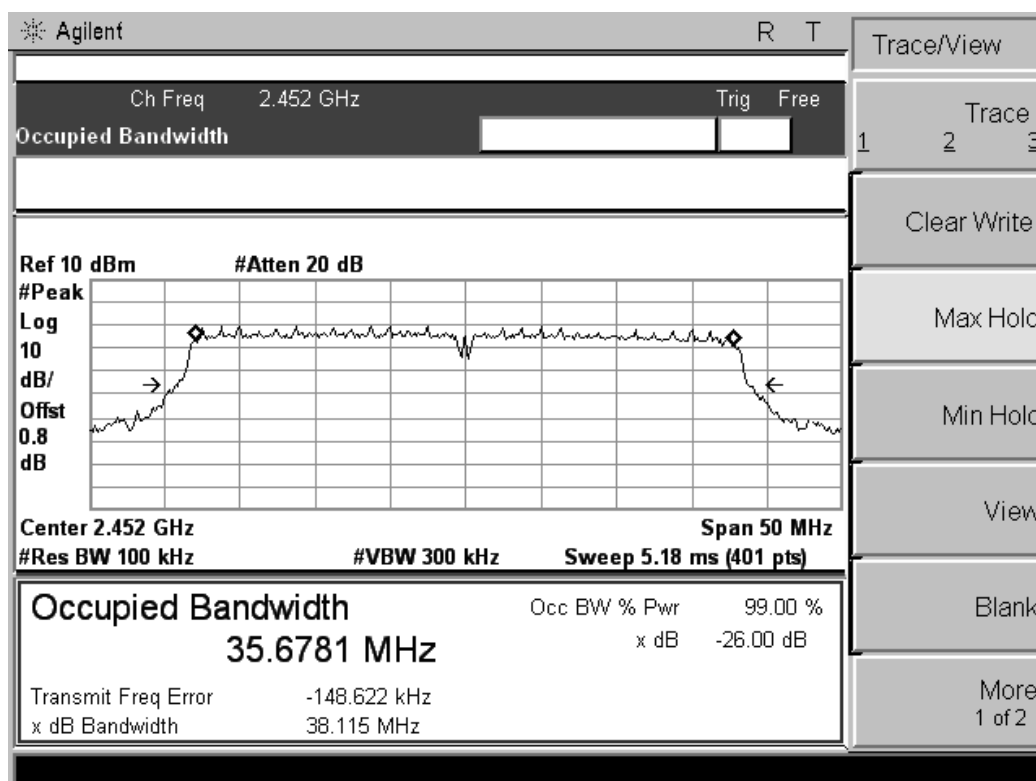 Agilent R T
Trace/View
Ch Freq 2.452 GHz Trig Free
Occupied Bandwidth
Trace
1 2 3
Clear Write
Max Hold
Min Hold
View
Blank
More
1 of 2
Ref 10 dBm #Atten 20 dB
#Peak
Log
10
dB/
Offst
0.8
dB
Center 2.452 GHz Span 50 MHz
#Res BW 100 kHz #VBW 300 kHz Sweep 5.18 ms (401 pts)
Occupied Bandwidth Occ BW % Pwr 99.00 %
35.6781 MHz x dB -26.00 dB
Transmit Freq Error -148.622 kHz
x dB Bandwidth 38.115 MHz